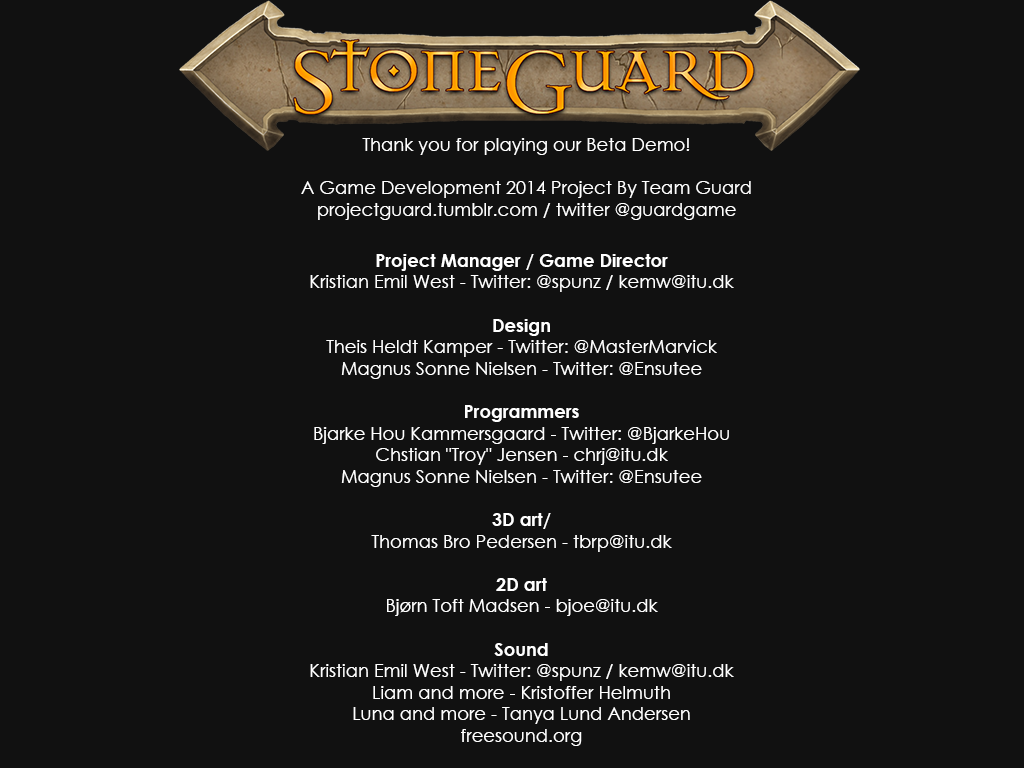 STONEGUARD
Thank you for playing our Beta Demo!
A Game Development 2014 Project By Team Guard
projectguard.tumblr.com / twitter @guardgame
Project Manager / Game Director
Kristian Emil West - Twitter: @spunz / kemw@itu.dk
Design
Theis Heldt Kamper - Twitter: @MasterMarvick
Magnus Sonne Nielsen - Twitter: @Ensutee
Programmers
Bjarke Hou Kammersgaard - Twitter: @BjarkeHou
Chstian "Troy" Jensen - chrj@itu.dk
Magnus Sonne Nielsen - Twitter: @Ensutee
3D art/
Thomas Bro Pedersen - tbrp@itu.dk
2D art
Bjørn Toft Madsen - bjoe@itu.dk
Sound
Kristian Emil West - Twitter: @spunz / kemw@itu.dk
Liam and more - Kristoffer Helmuth
Luna and more - Tanya Lund Andersen
freesound.org